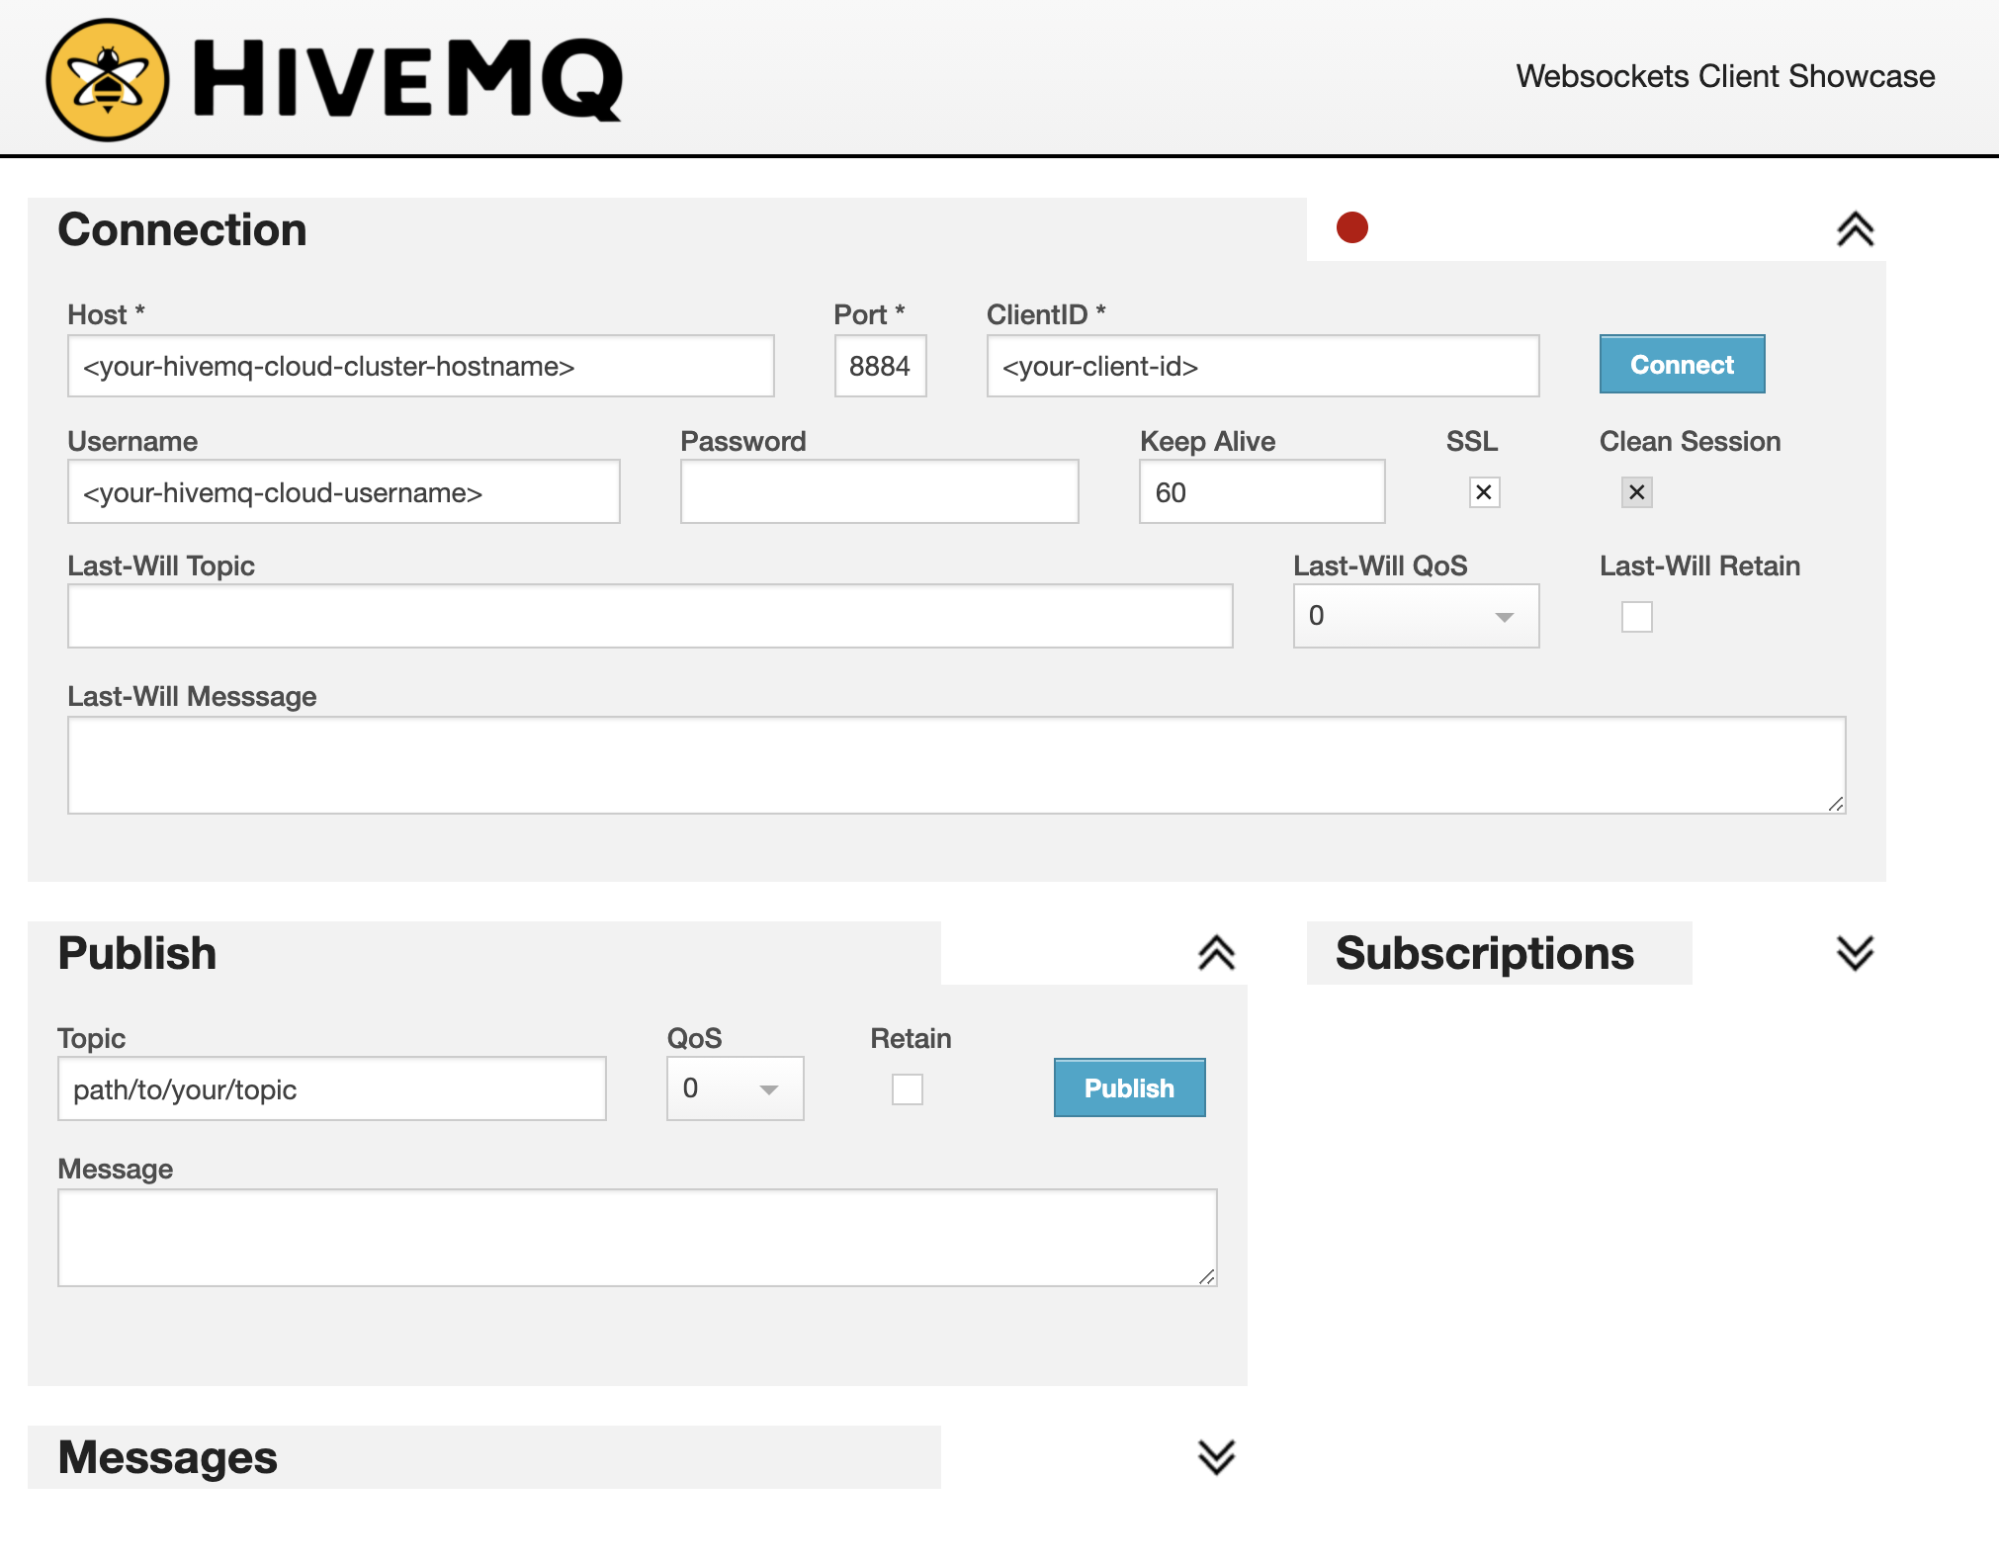 HIVEMQ
Websockets Client Showcase
Connection
Host * Port * ClientID *
<your-hivemq-cloud-cluster-hostname> 8884 <your-client-id> Connect
Username Password Keep Alive SSL Clean Session
<your-hivemq-cloud-username> 60
Last-Will Topic Last-Will QoS Last-Will Retain
0
Last-Will Messsage
Publish Subscriptions
Topic QoS Retain
path/to/your/topic 0 Publish
Message
Messages